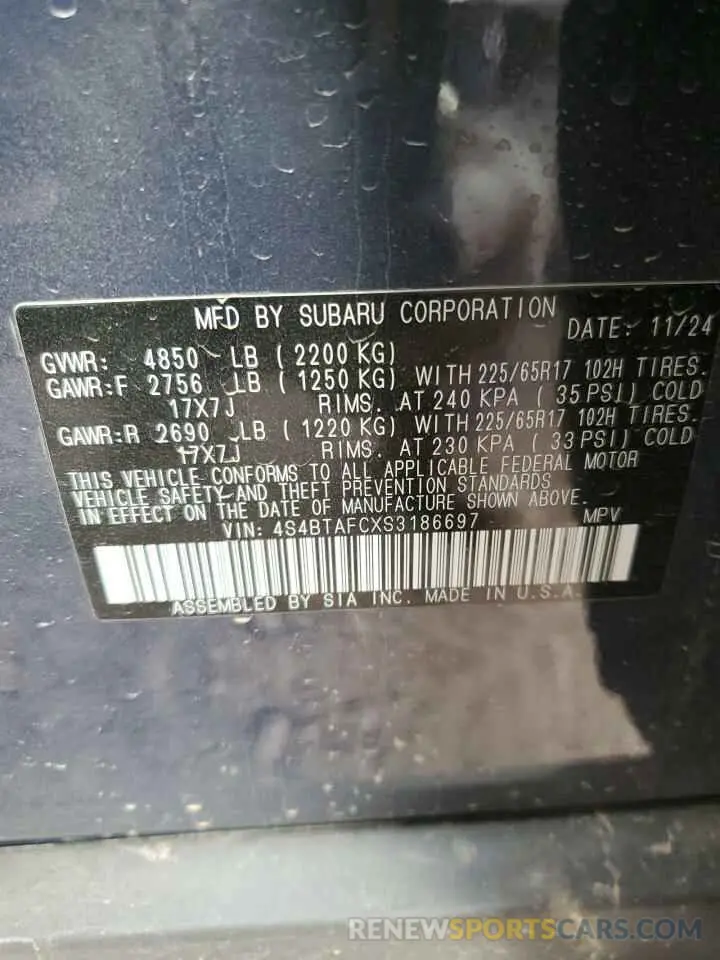 MFD BY SUBARU CORPORATION DATE: 11/24
GVWR: 4850 LB ( 2200 KG)
GAWR:F 2756 LB ( 1250 KG) WITH 225/65R17 102H TIRES.
17X7J RIMS. AT 240 KPA ( 35 PSI) COLD
GAWR:R 2690 LB ( 1220 KG) WITH 225/65R17 102H TIRES.
17X7J RIMS. AT 230 KPA ( 33 PSI) COLD
THIS VEHICLE CONFORMS TO ALL APPLICABLE FEDERAL MOTOR
VEHICLE SAFETY AND THEFT PREVENTION STANDARDS
IN EFFECT ON THE DATE OF MANUFACTURE SHOWN ABOVE.
VIN: 4S4BTAFCXS3186697 MPV
ASSEMBLED BY SIA INC. MADE IN U.S.A.
RENEWSPORTSCARS.COM